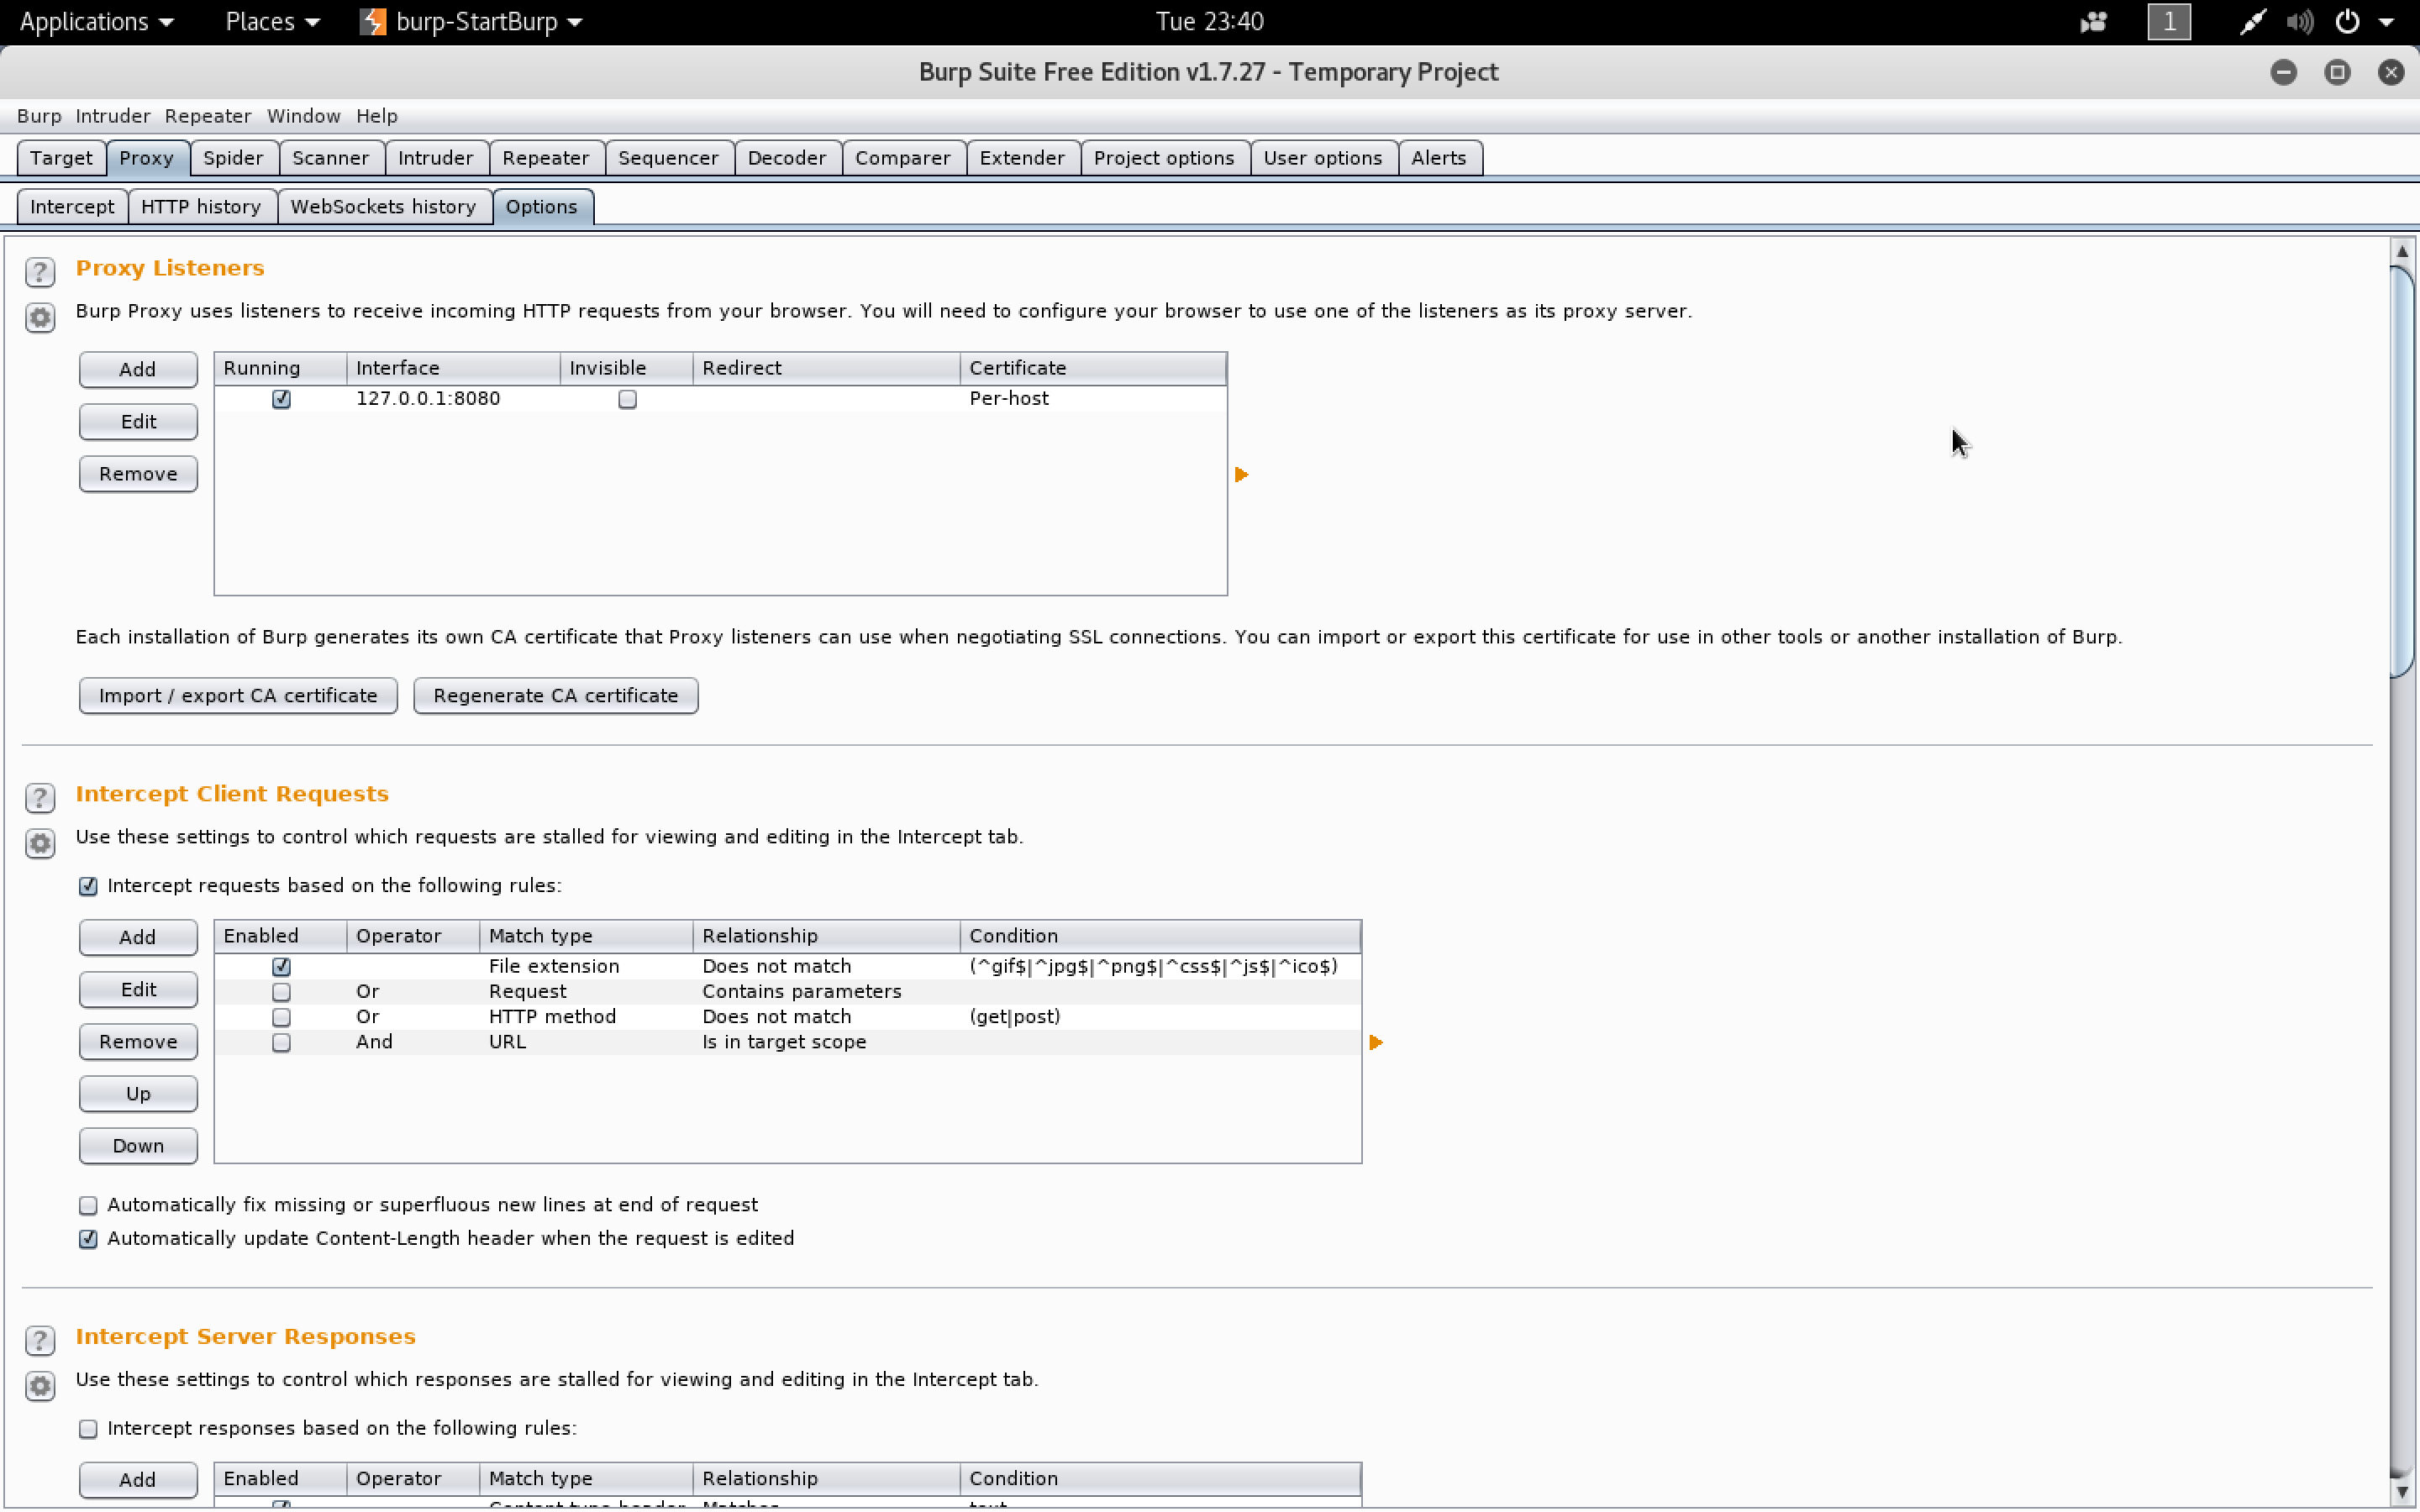 Applications Places burp-StartBurp Tue 23:40 1
Burp Suite Free Edition v1.7.27 - Temporary Project
Burp Intruder Repeater Window Help
Target Proxy Spider Scanner Intruder Repeater Sequencer Decoder Comparer Extender Project options User options Alerts
Intercept HTTP history WebSockets history Options
? Proxy Listeners
Burp Proxy uses listeners to receive incoming HTTP requests from your browser. You will need to configure your browser to use one of the listeners as its proxy server.
Add Running Interface Invisible Redirect Certificate
127.0.0.1:8080 Per-host
Edit
Remove
Each installation of Burp generates its own CA certificate that Proxy listeners can use when negotiating SSL connections. You can import or export this certificate for use in other tools or another installation of Burp.
Import / export CA certificate Regenerate CA certificate
? Intercept Client Requests
Use these settings to control which requests are stalled for viewing and editing in the Intercept tab.
Intercept requests based on the following rules:
Add Enabled Operator Match type Relationship Condition
File extension Does not match (^gif$|^jpg$|^png$|^css$|^js$|^ico$)
Edit Or Request Contains parameters
Or HTTP method Does not match (get|post)
Remove And URL Is in target scope
Up
Down
Automatically fix missing or superfluous new lines at end of request
Automatically update Content-Length header when the request is edited
? Intercept Server Responses
Use these settings to control which responses are stalled for viewing and editing in the Intercept tab.
Intercept responses based on the following rules:
Add Enabled Operator Match type Relationship Condition
Content type header Matches text